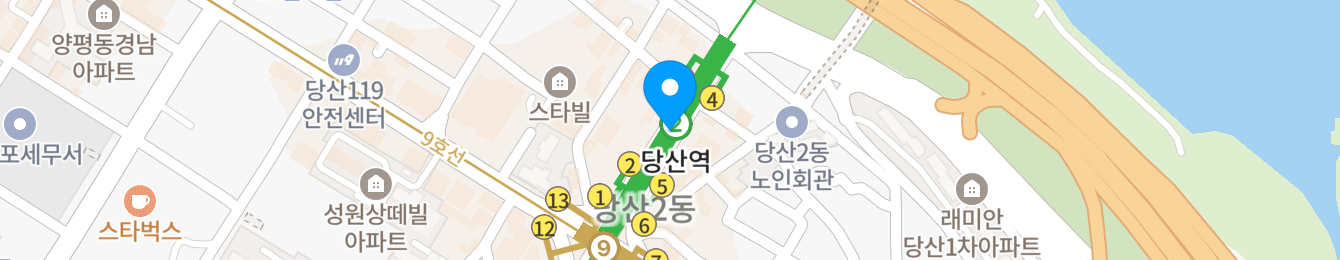 양평동경남
아파트
119
당산119
안전센터
스타빌
4
2
9호선
포세무서
2
당산역
당산2동
노인회관
5
스타벅스
성원상떼빌
아파트
13
1
당산2동
12
6
래미안
당산1차아파트
9
7